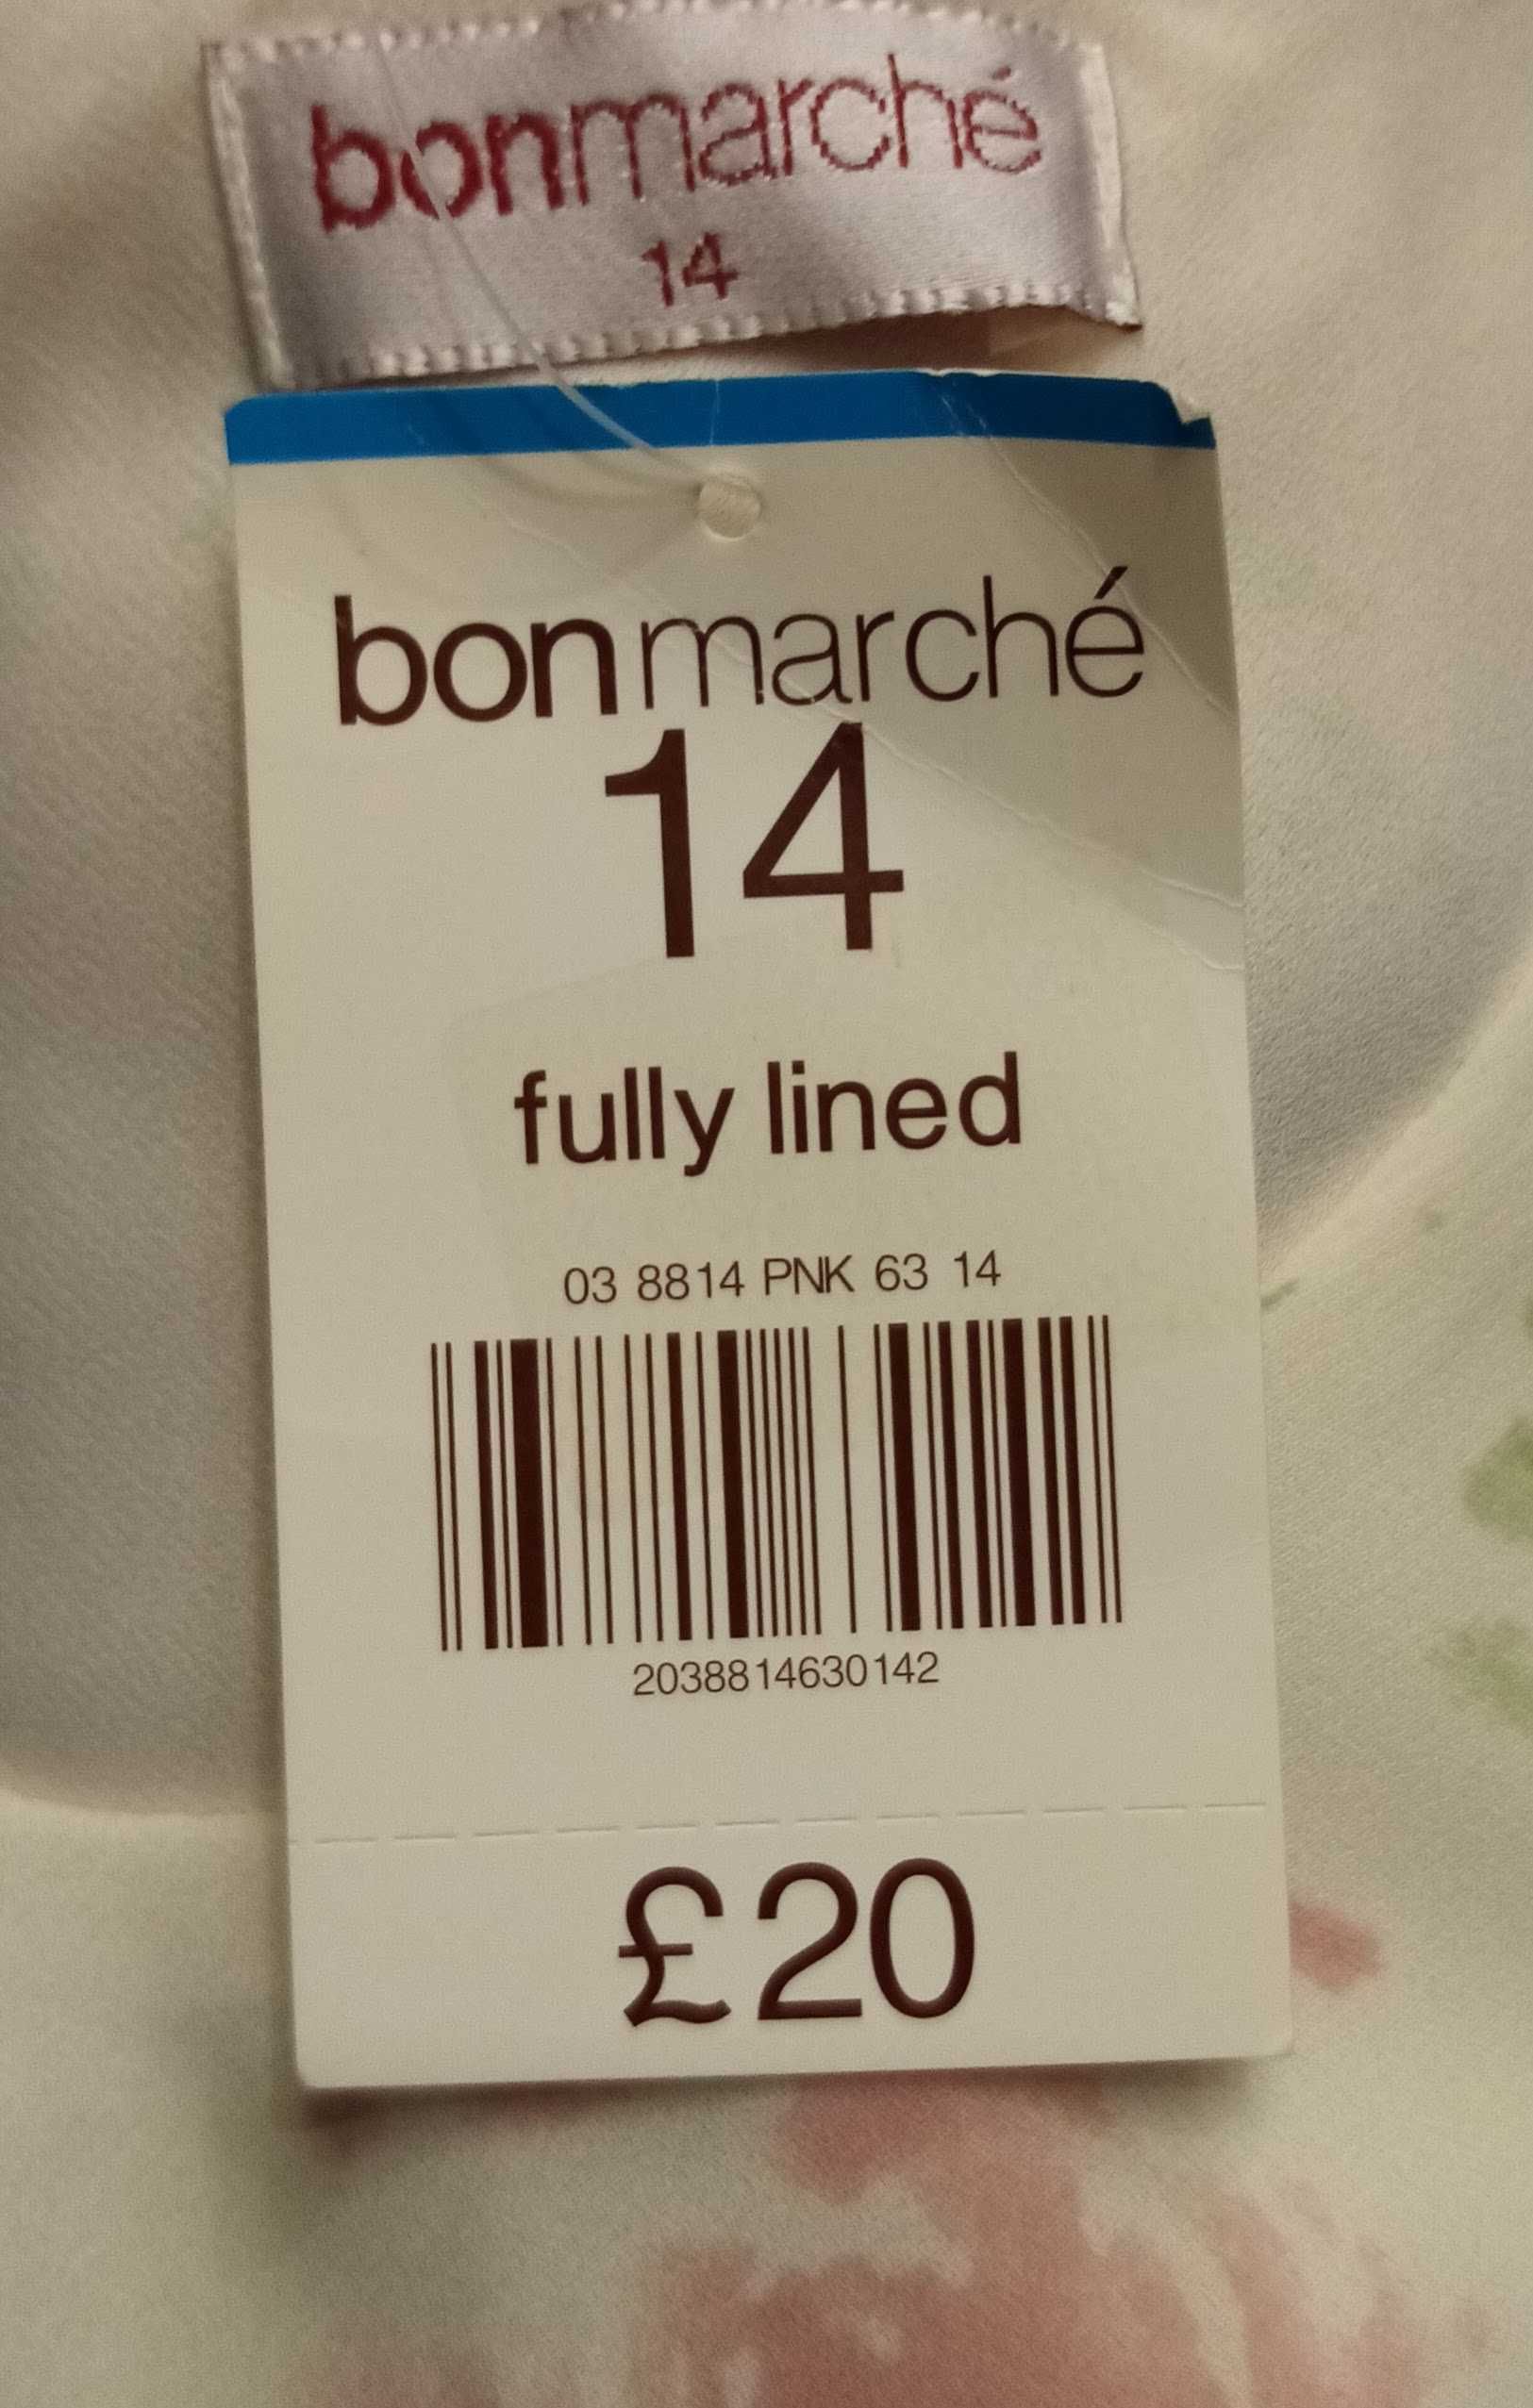 bonmarché
14
bonmarché
14
fully lined
03 8814 PNK 63 14
2038814630142
£20